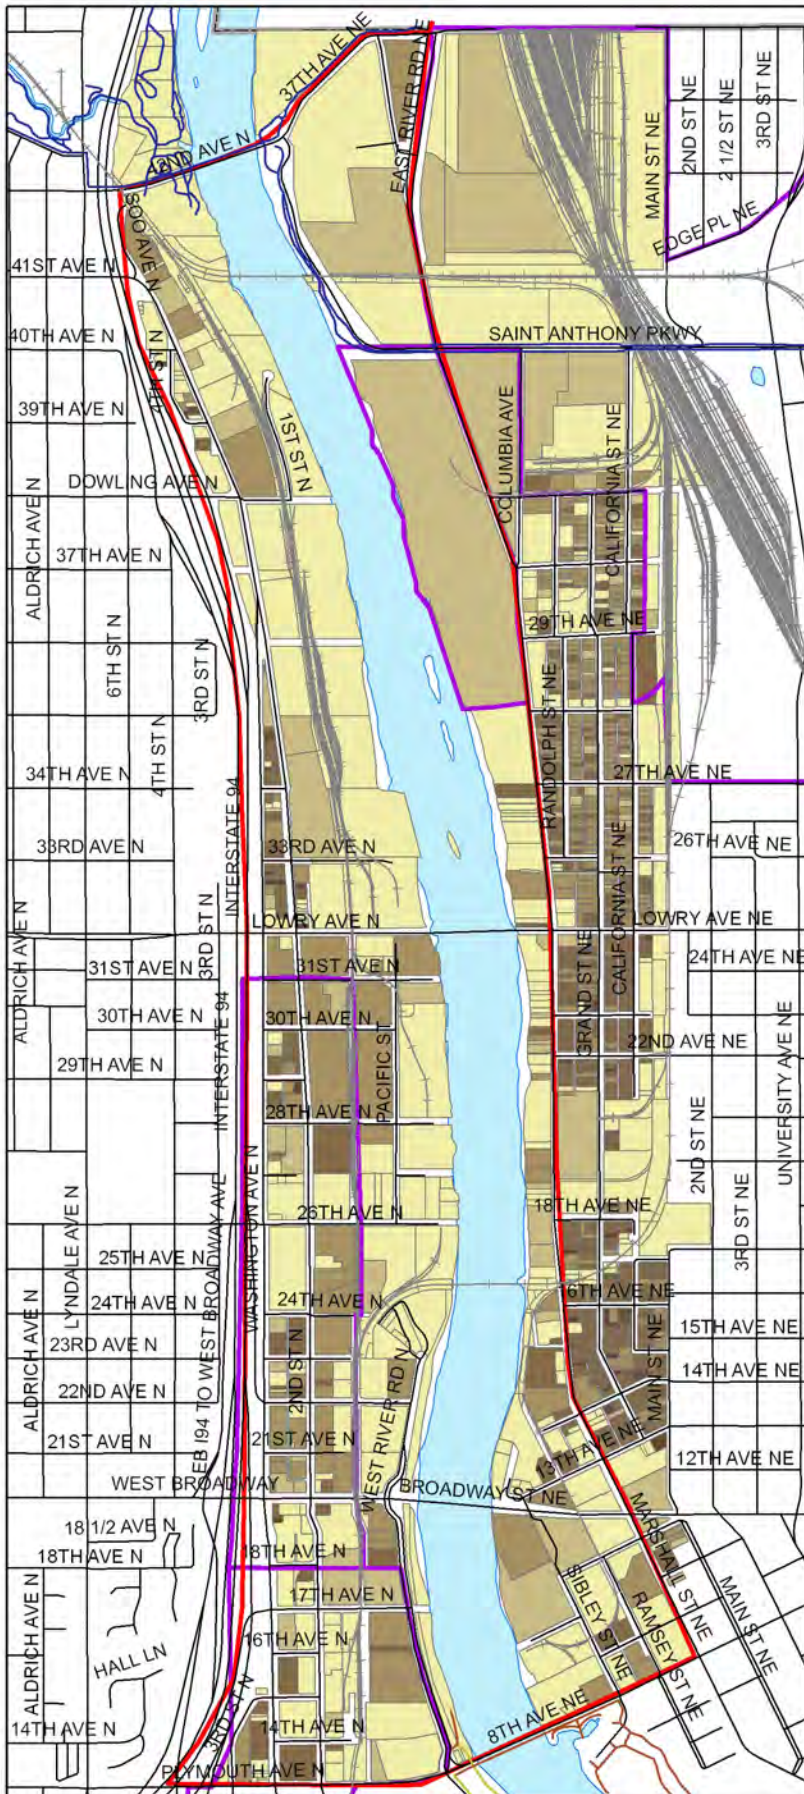 37TH AVE NE
EAST RIVER RD NE
MAIN ST NE
2ND ST NE
2 1/2 ST NE
3RD ST NE
42ND AVE N
EDGE PL NE
SOO AVE N
41ST AVE N
40TH AVE N
SAINT ANTHONY PKWY
4TH ST N
39TH AVE N
1ST ST N
COLUMBIA AVE
CALIFORNIA ST NE
DOWLING AVE N
ALDRICH AVE N
37TH AVE N
29TH AVE NE
6TH ST N
3RD ST N
RANDOLPH ST NE
4TH ST N
34TH AVE N
27TH AVE NE
INTERSTATE 94
33RD AVE N
33RD AVE N
26TH AVE NE
CALIFORNIA ST NE
3RD ST N
LOWRY AVE N
LOWRY AVE NE
ALDRICH AVE N
31ST AVE N
31ST AVE N
24TH AVE NE
GRAND ST NE
30TH AVE N
30TH AVE N
INTERSTATE 94
PACIFIC ST
22ND AVE NE
29TH AVE N
UNIVERSITY AVE NE
28TH AVE N
2ND ST NE
WASHINGTON AVE N
26TH AVE N
18TH AVE NE
3RD ST NE
LYNDALE AVE N
25TH AVE N
EB I94 TO WEST BROADWAY AVE
24TH AVE N
24TH AVE N
16TH AVE NE
ALDRICH AVE N
23RD AVE N
15TH AVE NE
2ND ST N
MAIN ST NE
22ND AVE N
WEST RIVER RD N
14TH AVE NE
21ST AVE N
21ST AVE N
13TH AVE NE
12TH AVE NE
WEST BROADWAY
BROADWAY ST NE
18 1/2 AVE N
18TH AVE N
18TH AVE N
MARSHALL ST NE
SIBLEY ST NE
RAMSEY ST NE
MAIN ST NE
17TH AVE N
ALDRICH AVE N
HALL LN
16TH AVE N
3RD ST N
14TH AVE N
14TH AVE N
8TH AVE NE
PLYMOUTH AVE N